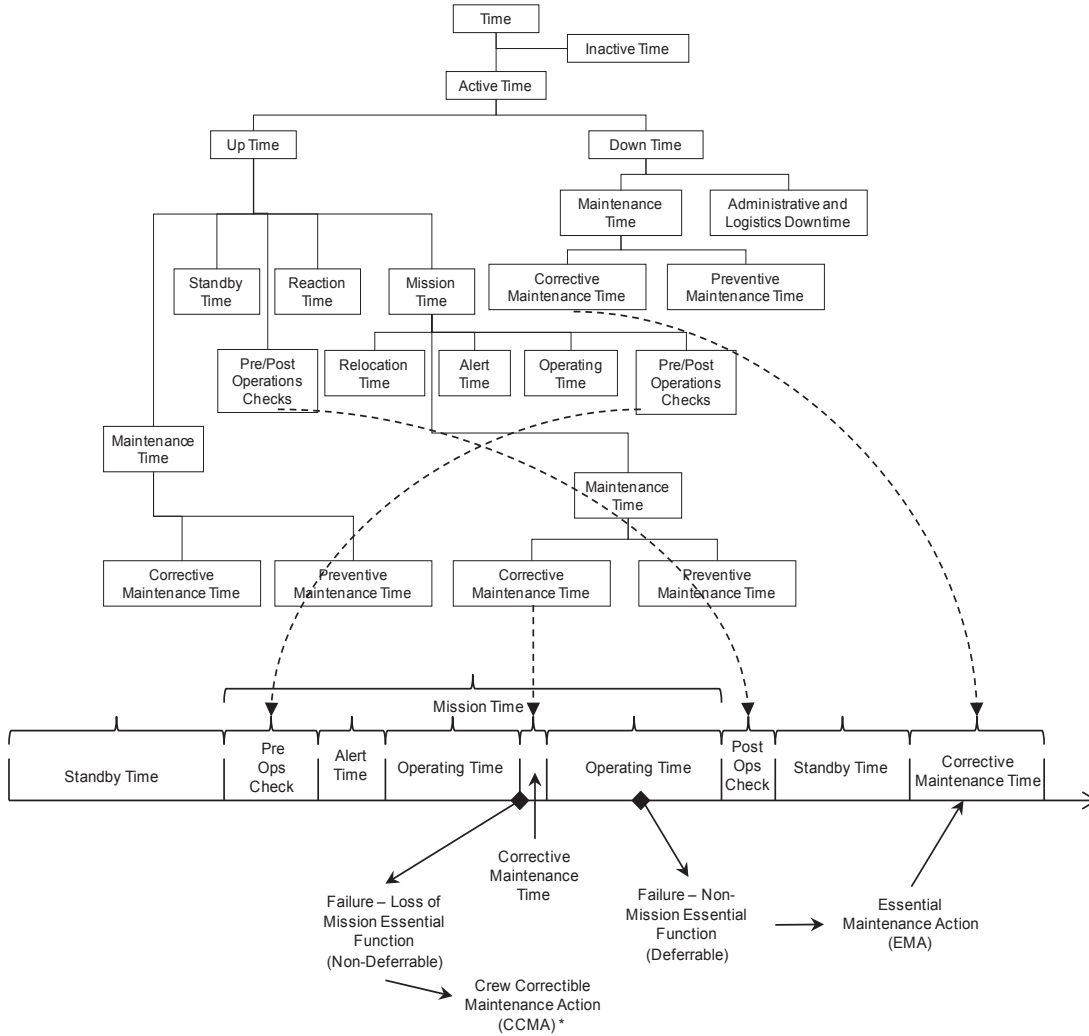 Time
Inactive Time
Active Time
Up Time
Down Time
Maintenance
Time
Administrative and
Logistics Downtime
Standby
Time
Reaction
Time
Mission
Time
Corrective
Maintenance Time
Preventive
Maintenance Time
Pre/Post
Operations
Checks
Relocation
Time
Alert
Time
Operating
Time
Pre/Post
Operations
Checks
Maintenance
Time
Maintenance
Time
Corrective
Maintenance Time
Preventive
Maintenance Time
Corrective
Maintenance Time
Preventive
Maintenance Time
Mission Time
Standby Time
Pre
Ops
Check
Alert
Time
Operating Time
Operating Time
Post
Ops
Check
Standby Time
Corrective
Maintenance Time
Corrective
Maintenance
Time
Failure – Loss of
Mission Essential
Function
(Non-Deferrable)
Failure – Non-
Mission Essential
Function
(Deferrable)
Essential
Maintenance Action
(EMA)
Crew Correctible
Maintenance Action
(CCMA) *